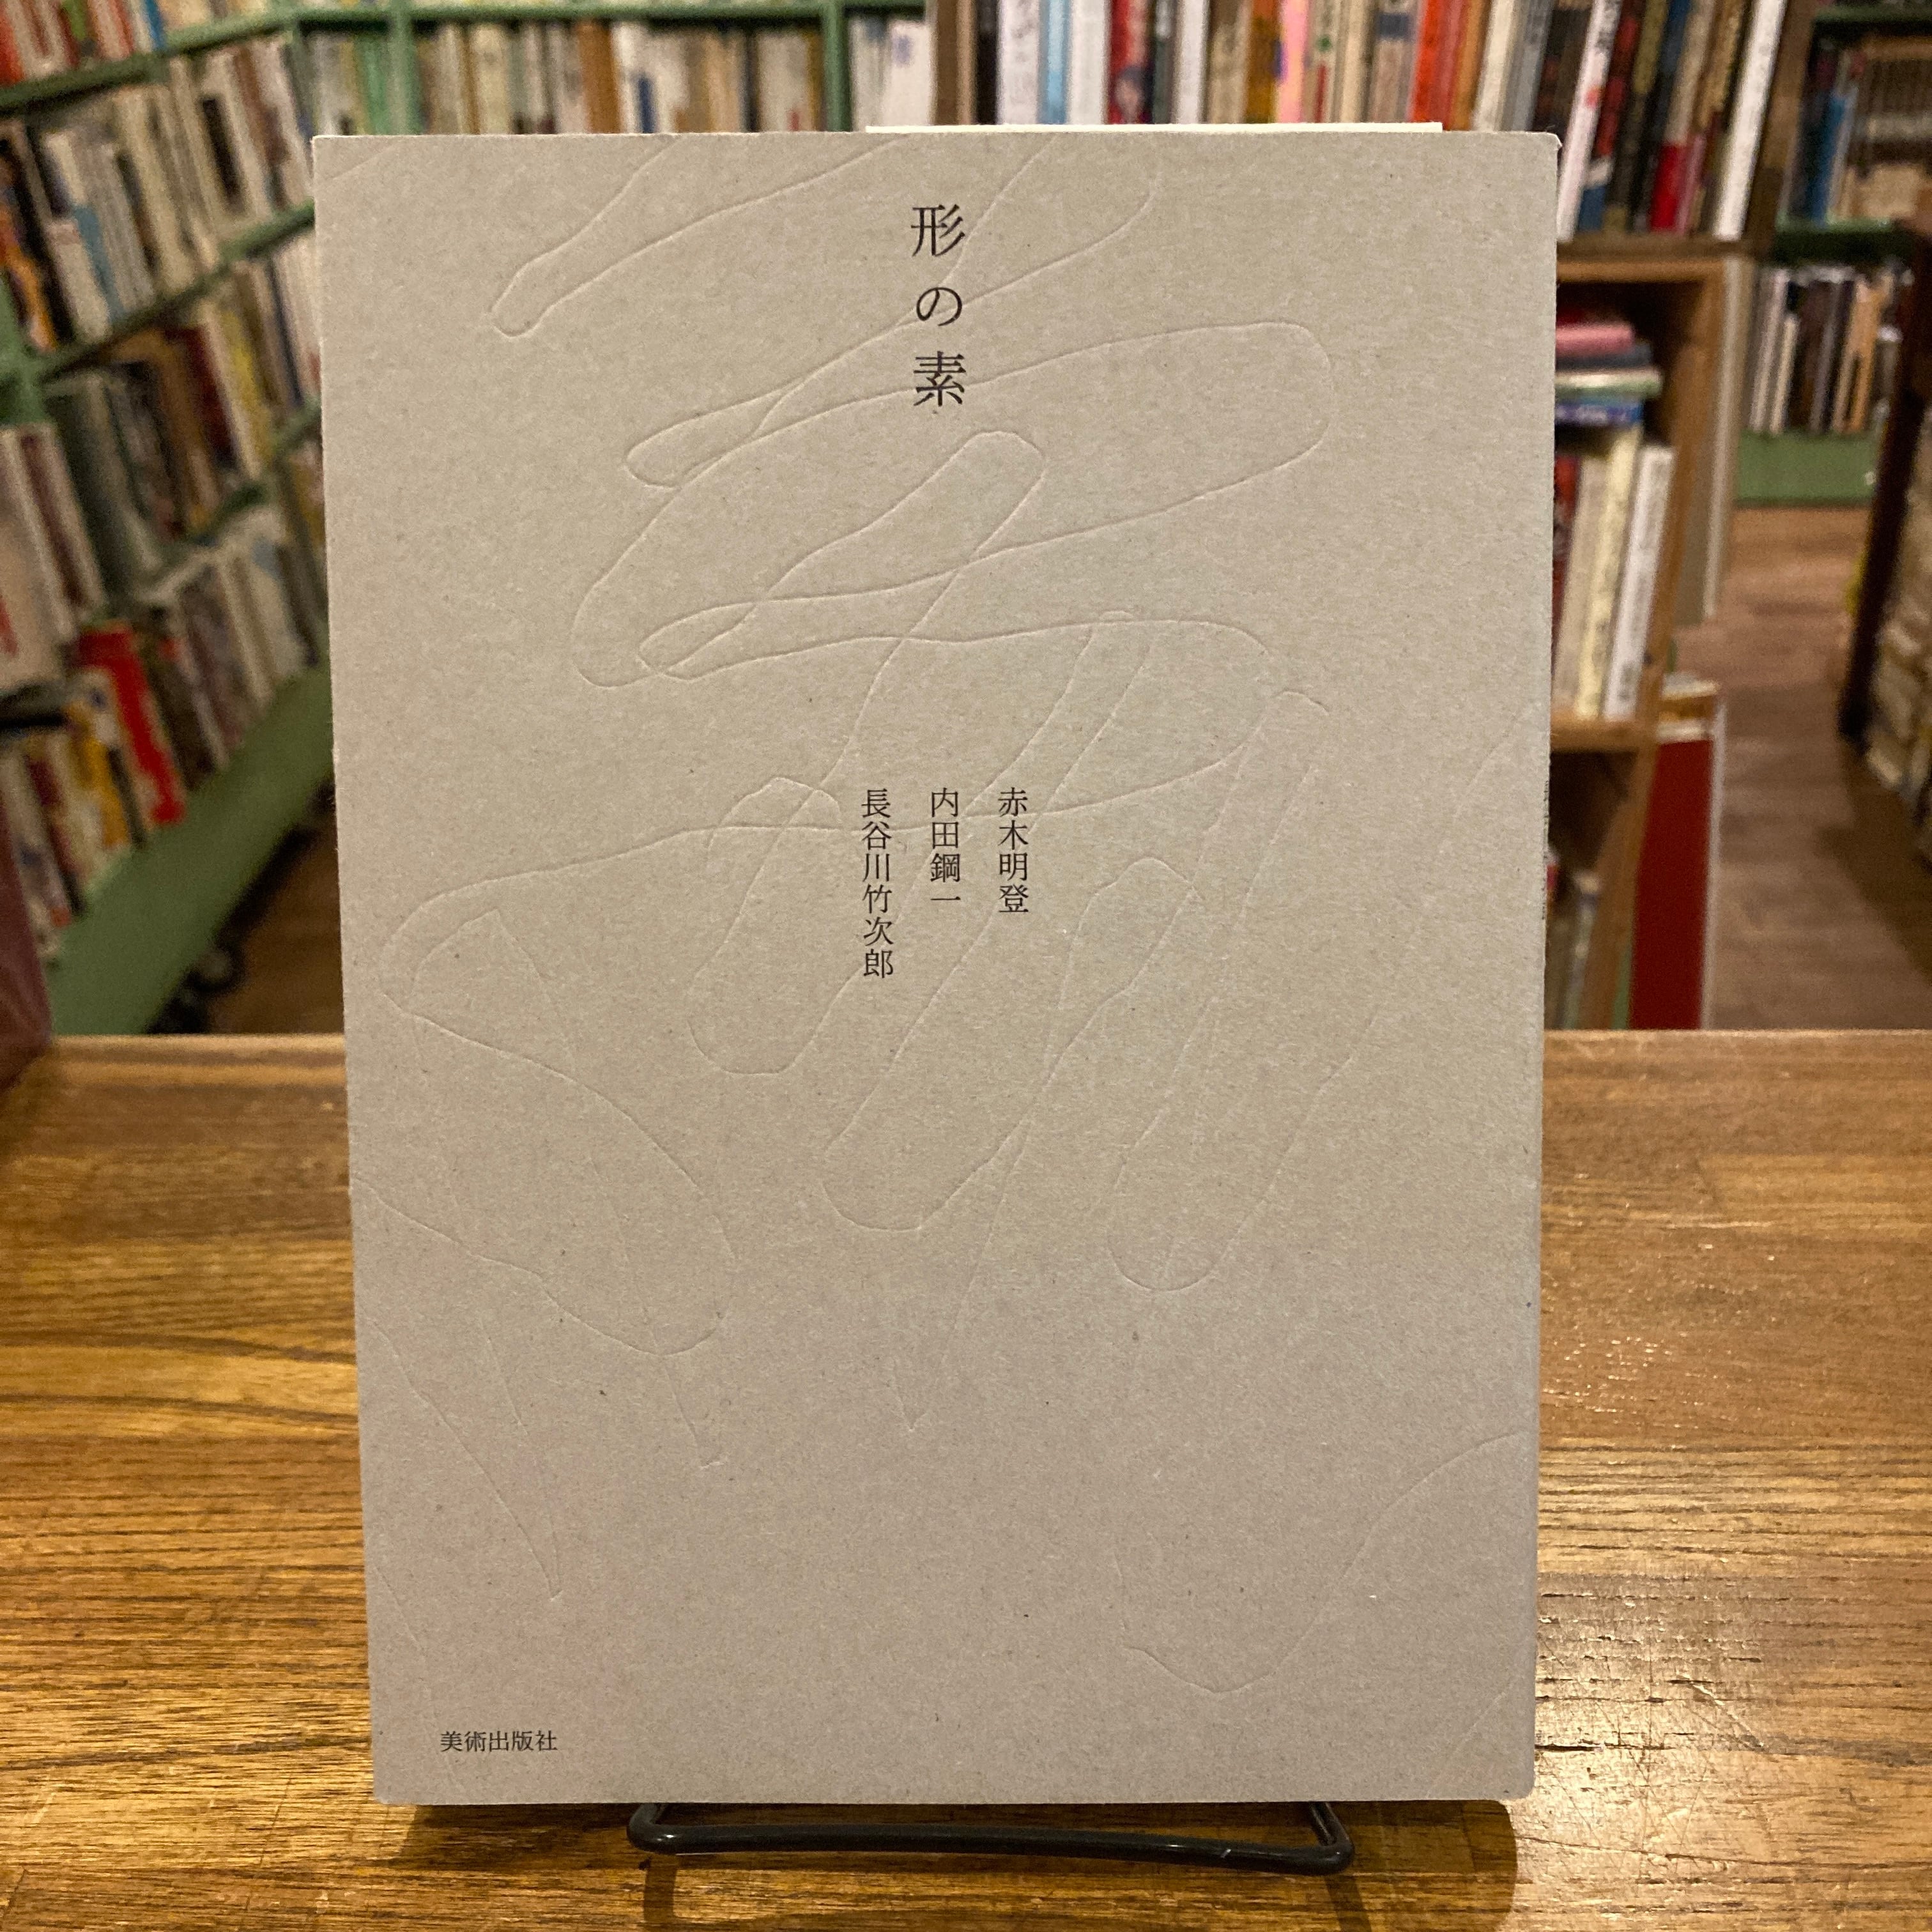 形の素
赤木明登
内田鋼一
長谷川竹次郎
美術出版社